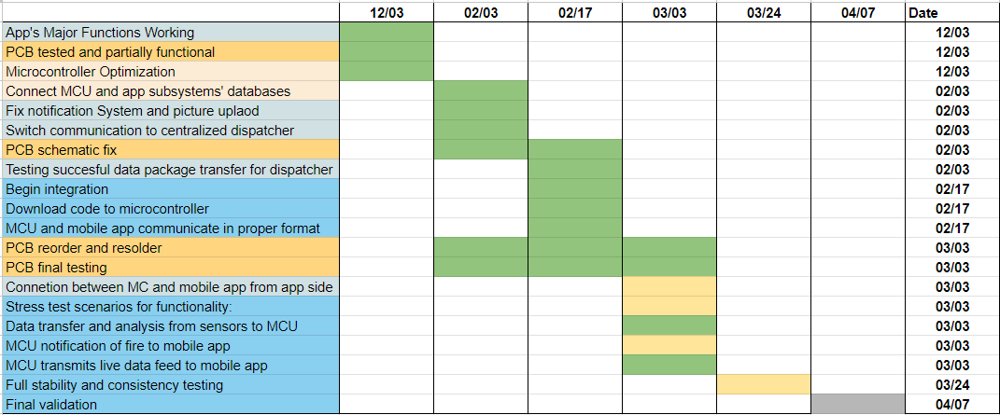 12/03 02/03 02/17 03/03 03/24 04/07 Date
App's Major Functions Working 12/03
PCB tested and partially functional 12/03
Microcontroller Optimization 12/03
Connect MCU and app subsystems' databases 02/03
Fix notification System and picture uplaod 02/03
Switch communication to centralized dispatcher 02/03
PCB schematic fix 02/03
Testing succesful data package transfer for dispatcher 02/03
Begin integration 02/17
Download code to microcontroller 02/17
MCU and mobile app communicate in proper format 02/17
PCB reorder and resolder 03/03
PCB final testing 03/03
Connetion between MC and mobile app from app side 03/03
Stress test scenarios for functionality: 03/03
Data transfer and analysis from sensors to MCU 03/03
MCU notification of fire to mobile app 03/03
MCU transmits live data feed to mobile app 03/03
Full stability and consistency testing 03/24
Final validation 04/07